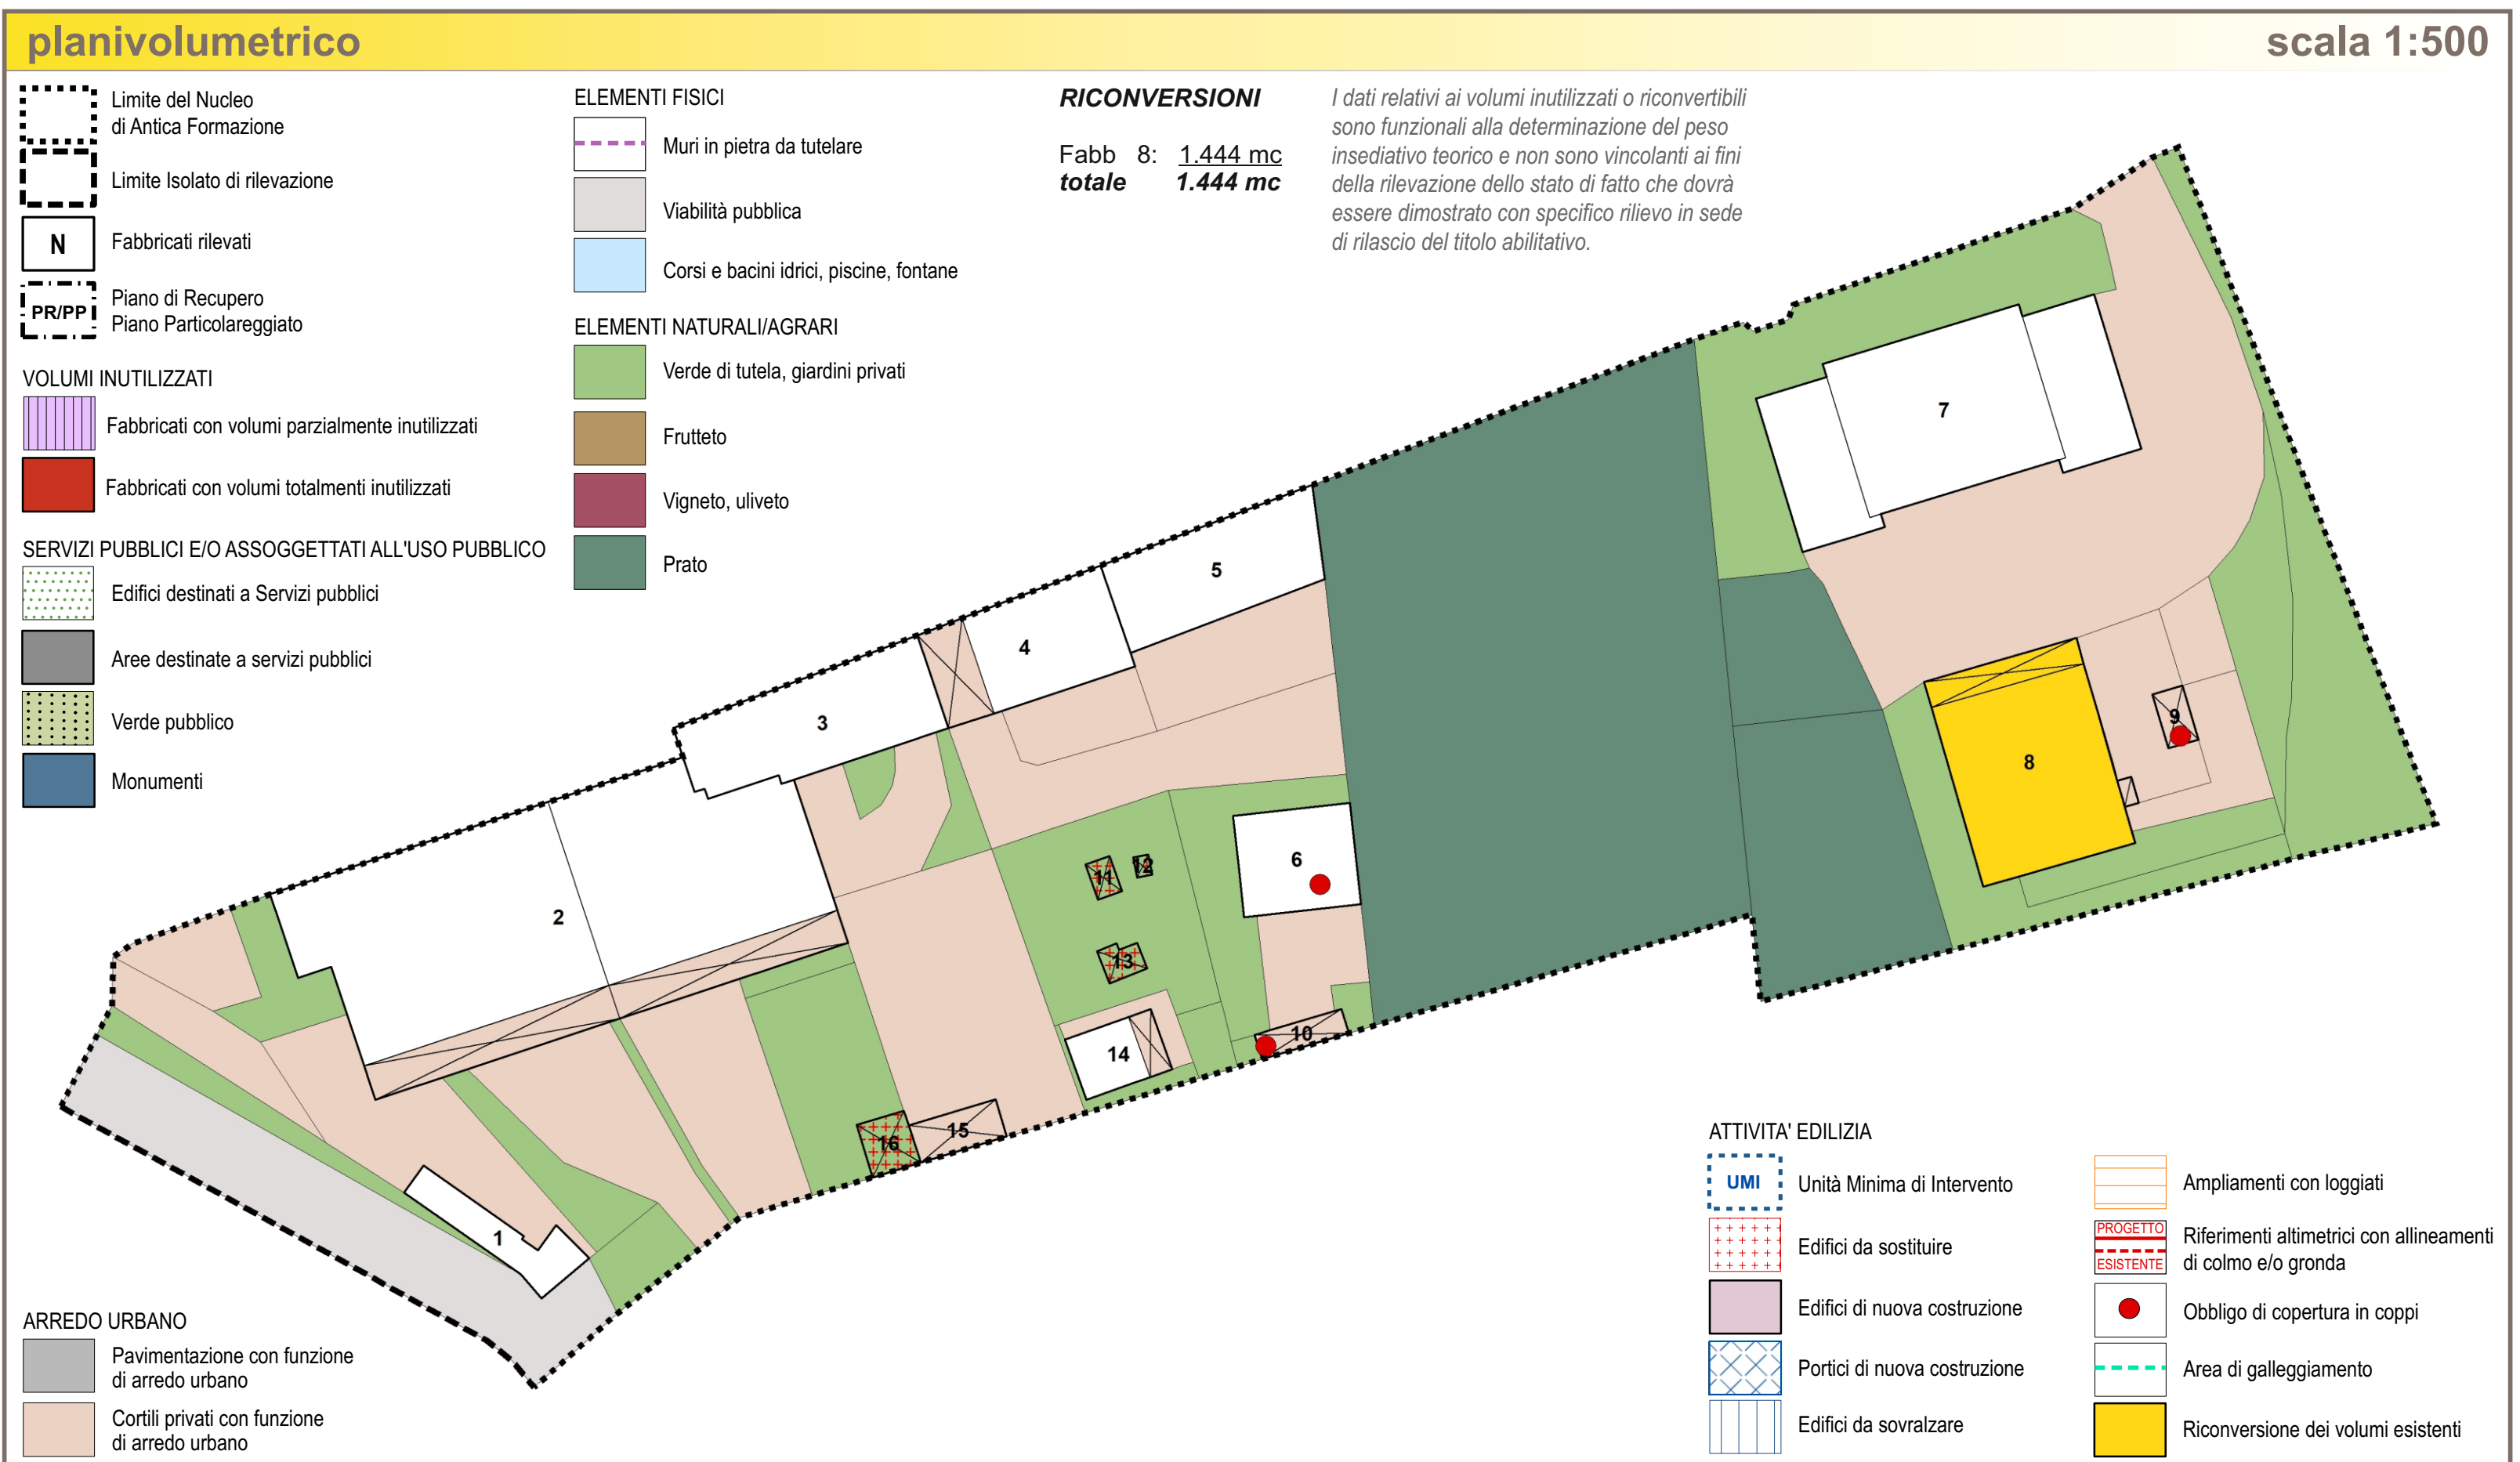 planivolumetrico
scala 1:500
Limite del Nucleo
di Antica Formazione
Limite Isolato di rilevazione
N
Fabbricati rilevati
PR/PP
Piano di Recupero
Piano Particolareggiato
VOLUMI INUTILIZZATI
Fabbricati con volumi parzialmente inutilizzati
Fabbricati con volumi totalmenti inutilizzati
SERVIZI PUBBLICI E/O ASSOGGETTATI ALL'USO PUBBLICO
Edifici destinati a Servizi pubblici
Aree destinate a servizi pubblici
Verde pubblico
Monumenti
ELEMENTI FISICI
Muri in pietra da tutelare
Viabilità pubblica
Corsi e bacini idrici, piscine, fontane
ELEMENTI NATURALI/AGRARI
Verde di tutela, giardini privati
Frutteto
Vigneto, uliveto
Prato
RICONVERSIONI
Fabb 8: 1.444 mc
totale 1.444 mc
I dati relativi ai volumi inutilizzati o riconvertibili
sono funzionali alla determinazione del peso
insediativo teorico e non sono vincolanti ai fini
della rilevazione dello stato di fatto che dovrà
essere dimostrato con specifico rilievo in sede
di rilascio del titolo abilitativo.
7
5
4
3
9
8
6
12
11
2
13
10
14
15
16
1
ARREDO URBANO
Pavimentazione con funzione
di arredo urbano
Cortili privati con funzione
di arredo urbano
ATTIVITA' EDILIZIA
UMI
Unità Minima di Intervento
Edifici da sostituire
Edifici di nuova costruzione
Portici di nuova costruzione
Edifici da sovralzare
Ampliamenti con loggiati
PROGETTO
ESISTENTE
Riferimenti altimetrici con allineamenti
di colmo e/o gronda
Obbligo di copertura in coppi
Area di galleggiamento
Riconversione dei volumi esistenti